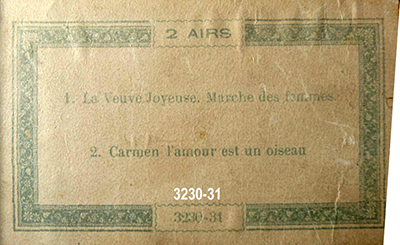 2 AIRS
1. La Veuve Joyeuse. Marche des femmes
2. Carmen l'amour est un oiseau
3230-31
3230-31